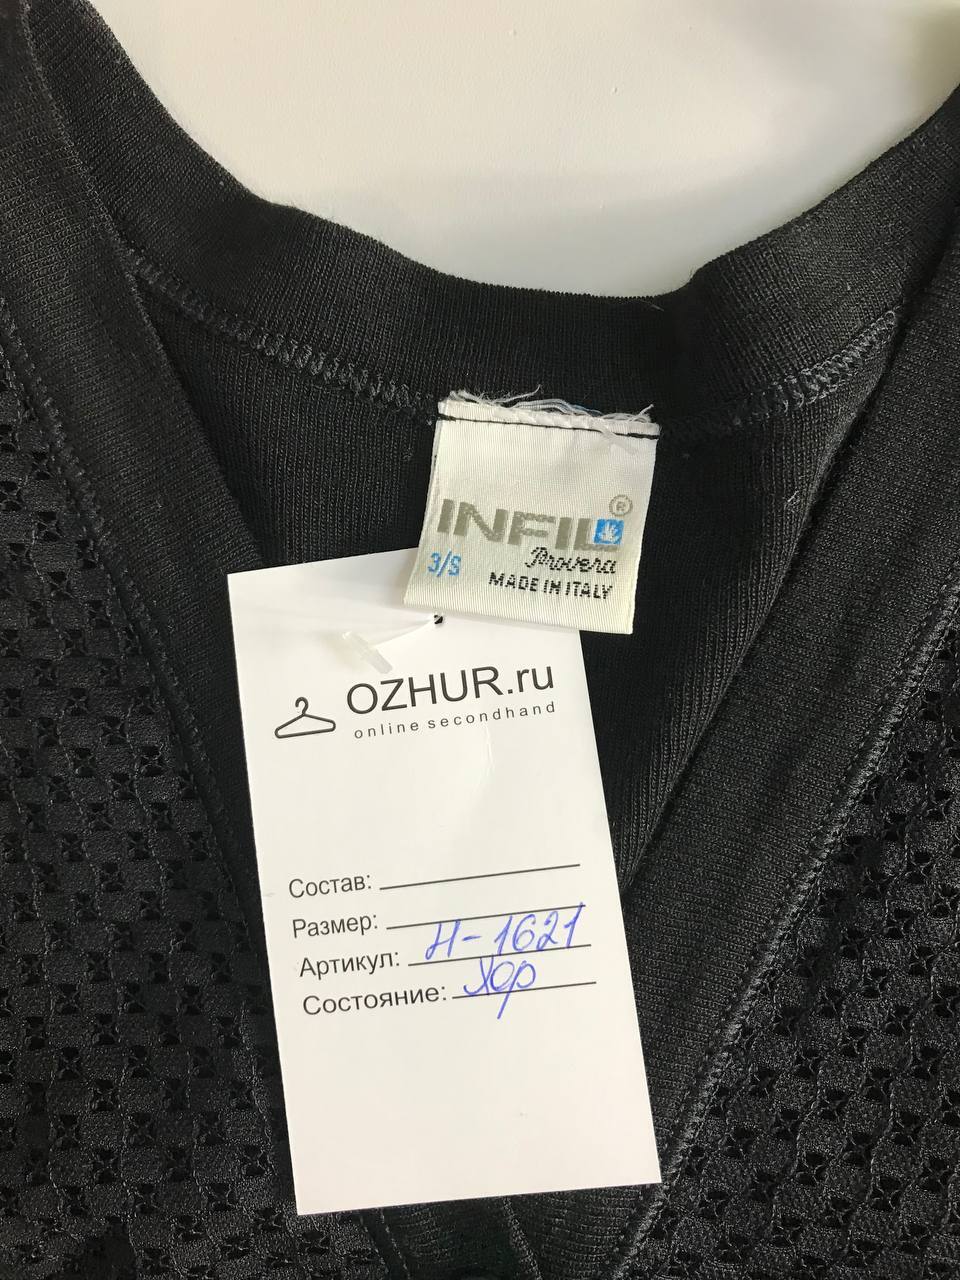 INFIL ®
Provera
3/S
MADE IN ITALY
OZHUR.ru
online secondhand
Состав:
Размер:
Артикул: Н-1621
Состояние: Хор